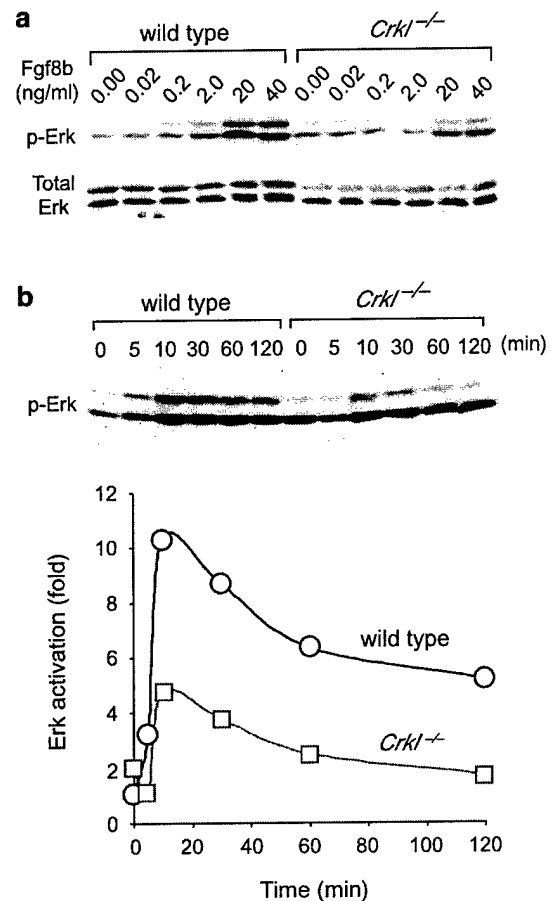 a
wild type Crkl−/−
Fgf8b (ng/ml) 0.00 0.02 0.2 2.0 20 40 0.00 0.02 0.2 2.0 20 40
p-Erk
Total Erk
b
wild type Crkl−/−
0 5 10 30 60 120 0 5 10 30 60 120 (min)
p-Erk
12
10
8
6
4
2
0
Erk activation (fold)
wild type
Crkl−/−
0 20 40 60 80 100 120
Time (min)